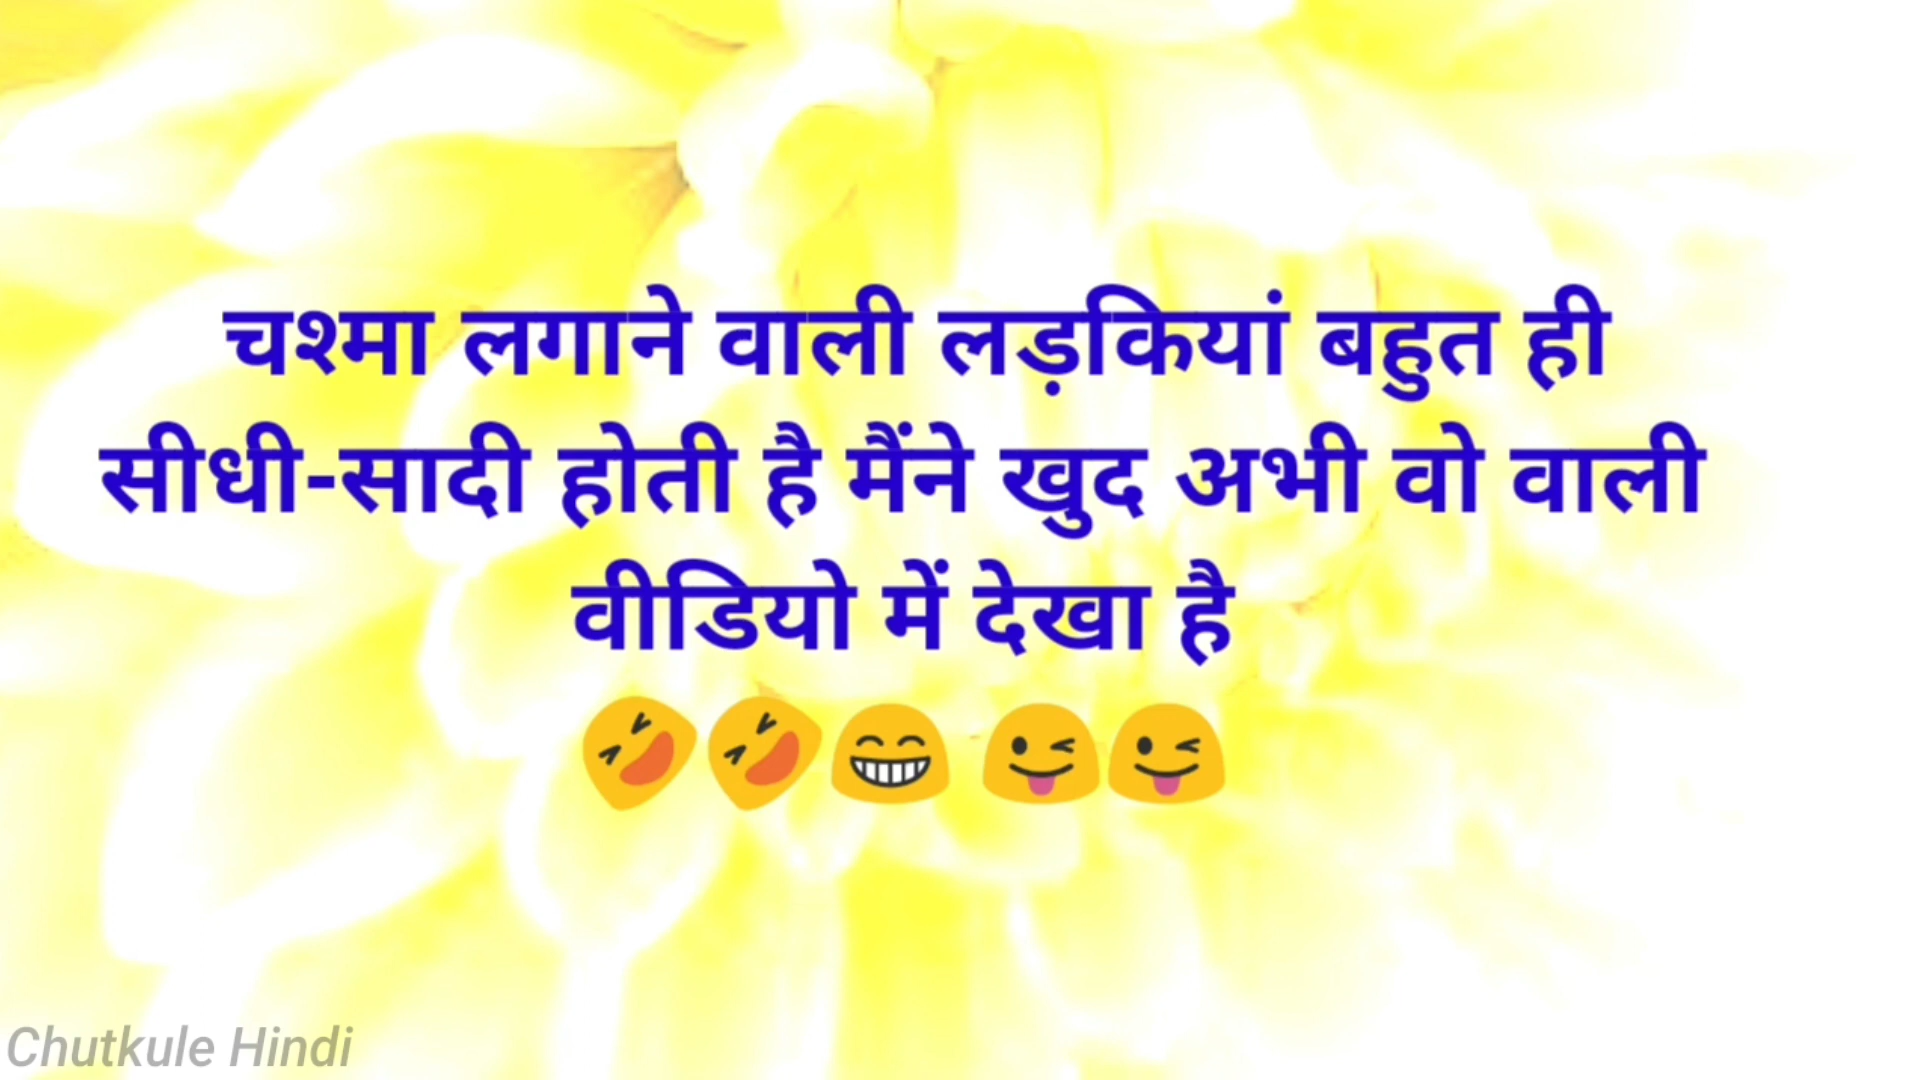 चश्मा लगाने वाली लड़कियां बहुत ही
सीधी-सादी होती है मैंने खुद अभी वो वाली
वीडियो में देखा है
🤣🤣😁 😜😜
Chutkule Hindi